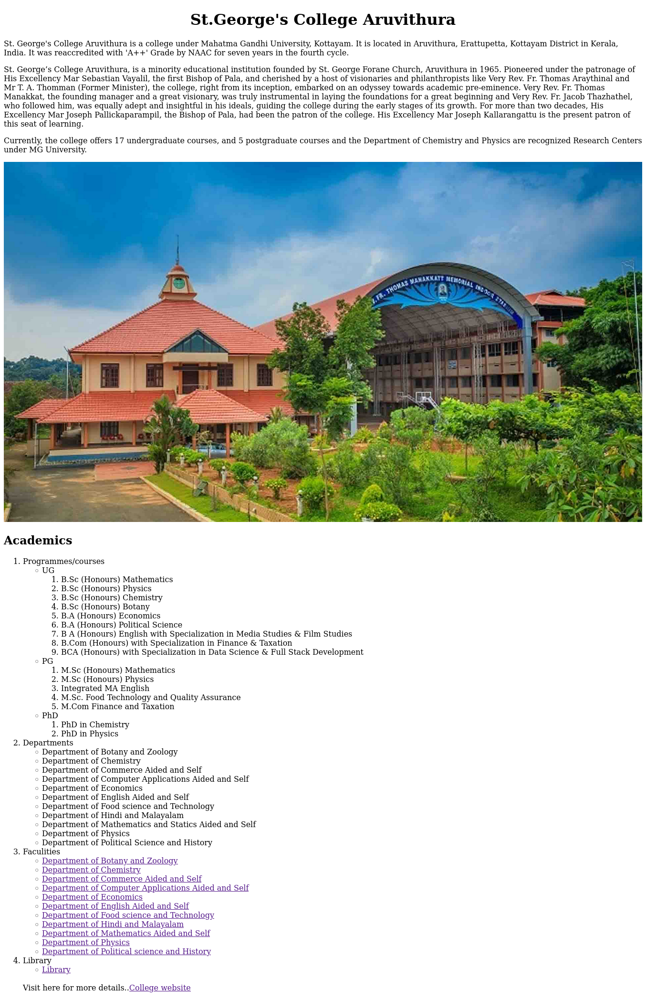 St.George's College Aruvithura
St. George's College Aruvithura is a college under Mahatma Gandhi University, Kottayam. It is located in Aruvithura, Erattupetta, Kottayam District in Kerala,
India. It was reaccredited with 'A++' Grade by NAAC for seven years in the fourth cycle.
St. George’s College Aruvithura, is a minority educational institution founded by St. George Forane Church, Aruvithura in 1965. Pioneered under the patronage of
His Excellency Mar Sebastian Vayalil, the first Bishop of Pala, and cherished by a host of visionaries and philanthropists like Very Rev. Fr. Thomas Araythinal and
Mr T. A. Thomman (Former Minister), the college, right from its inception, embarked on an odyssey towards academic pre-eminence. Very Rev. Fr. Thomas
Manakkat, the founding manager and a great visionary, was truly instrumental in laying the foundations for a great beginning and Very Rev. Fr. Jacob Thazhathel,
who followed him, was equally adept and insightful in his ideals, guiding the college during the early stages of its growth. For more than two decades, His
Excellency Mar Joseph Pallickaparampil, the Bishop of Pala, had been the patron of the college. His Excellency Mar Joseph Kallarangattu is the present patron of
this seat of learning.
Currently, the college offers 17 undergraduate courses, and 5 postgraduate courses and the Department of Chemistry and Physics are recognized Research Centers
under MG University.
FR. THOMAS MANAKKATT MEMORIAL INDOOR
Academics
1. Programmes/courses
○ UG
1. B.Sc (Honours) Mathematics
2. B.Sc (Honours) Physics
3. B.Sc (Honours) Chemistry
4. B.Sc (Honours) Botany
5. B.A (Honours) Economics
6. B.A (Honours) Political Science
7. B A (Honours) English with Specialization in Media Studies & Film Studies
8. B.Com (Honours) with Specialization in Finance & Taxation
9. BCA (Honours) with Specialization in Data Science & Full Stack Development
○ PG
1. M.Sc (Honours) Mathematics
2. M.Sc (Honours) Physics
3. Integrated MA English
4. M.Sc. Food Technology and Quality Assurance
5. M.Com Finance and Taxation
○ PhD
1. PhD in Chemistry
2. PhD in Physics
2. Departments
○ Department of Botany and Zoology
○ Department of Chemistry
○ Department of Commerce Aided and Self
○ Department of Computer Applications Aided and Self
○ Department of Economics
○ Department of English Aided and Self
○ Department of Food science and Technology
○ Department of Hindi and Malayalam
○ Department of Mathematics and Statics Aided and Self
○ Department of Physics
○ Department of Political Science and History
3. Faculities
○ Department of Botany and Zoology
○ Department of Chemistry
○ Department of Commerce Aided and Self
○ Department of Computer Applications Aided and Self
○ Department of Economics
○ Department of English Aided and Self
○ Department of Food science and Technology
○ Department of Hindi and Malayalam
○ Department of Mathematics Aided and Self
○ Department of Physics
○ Department of Political science and History
4. Library
○ Library
Visit here for more details..College website